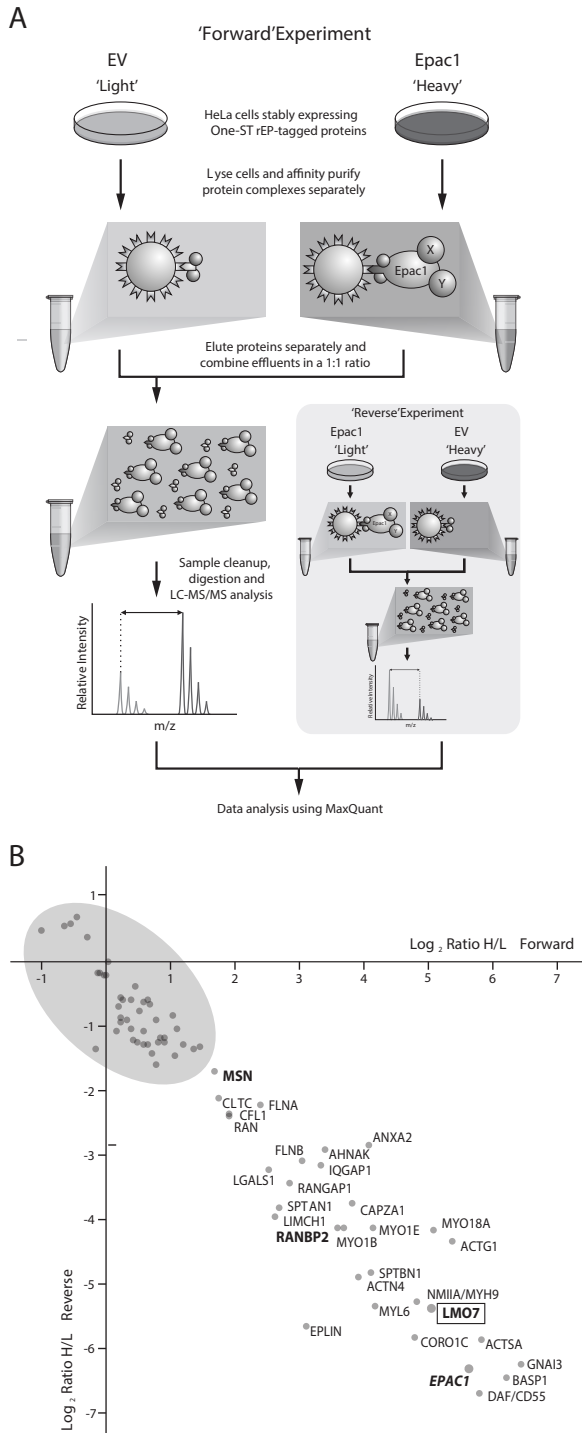 A
'Forward'Experiment
EV
Epac1
'Light'
'Heavy'
HeLa cells stably expressing
One-ST rEP-tagged proteins
Lyse cells and affinity purify
protein complexes separately
X
Epac1
Y
Elute proteins separately and
combine effluents in a 1:1 ratio
'Reverse'Experiment
Epac1
EV
'Light'
'Heavy'
X
Epac1
Y
Sample cleanup,
digestion and
LC-MS/MS analysis
Relative Intensity
m/z
Relative Intensity
m/z
Data analysis using MaxQuant
B
1
Log 2 Ratio H/L Forward
-1
1
2
3
4
5
6
7
-1
MSN
-2
CLTC
FLNA
CFL1
RAN
ANXA2
-3
FLNB
AHNAK
IQGAP1
LGALS1
RANGAP1
SPTAN1
CAPZA1
-4
LIMCH1
RANBP2
MYO1B
MYO1E
MYO18A
ACTG1
SPTBN1
-5
ACTN4
NMIIA/MYH9
MYL6
LMO7
EPLIN
CORO1C
ACTSA
-6
GNAI3
EPAC1
BASP1
DAF/CD55
-7
Log 2 Ratio H/L Reverse